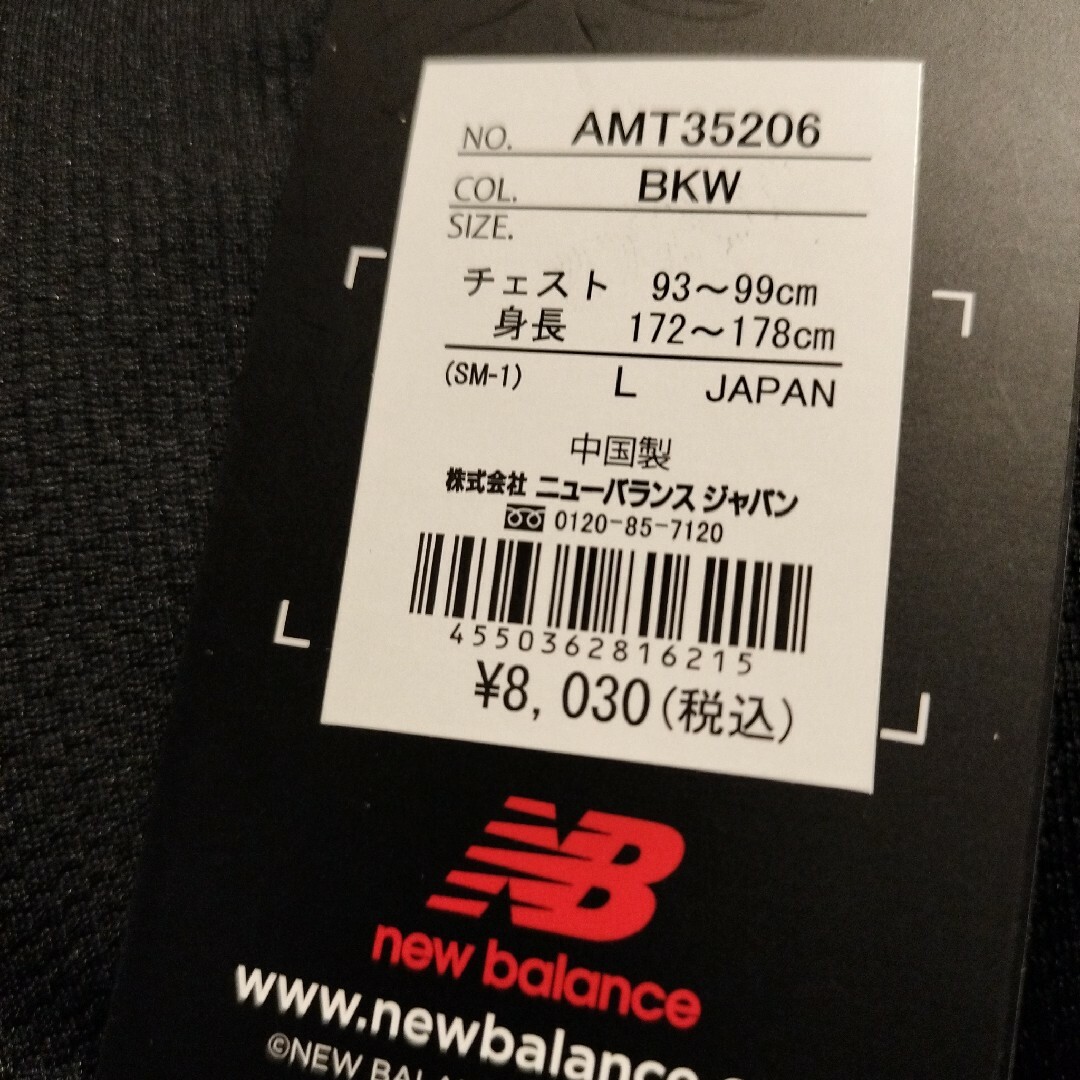 NO. AMT35206
COL. BKW
SIZE.
チェスト 93～99cm
身長 172～178cm
(SM-1) L JAPAN
中国製
株式会社 ニューバランス ジャパン
0120-85-7120
4550362816215
¥8,030(税込)
NB
new balance
www.newbalance.
©NEW BALA